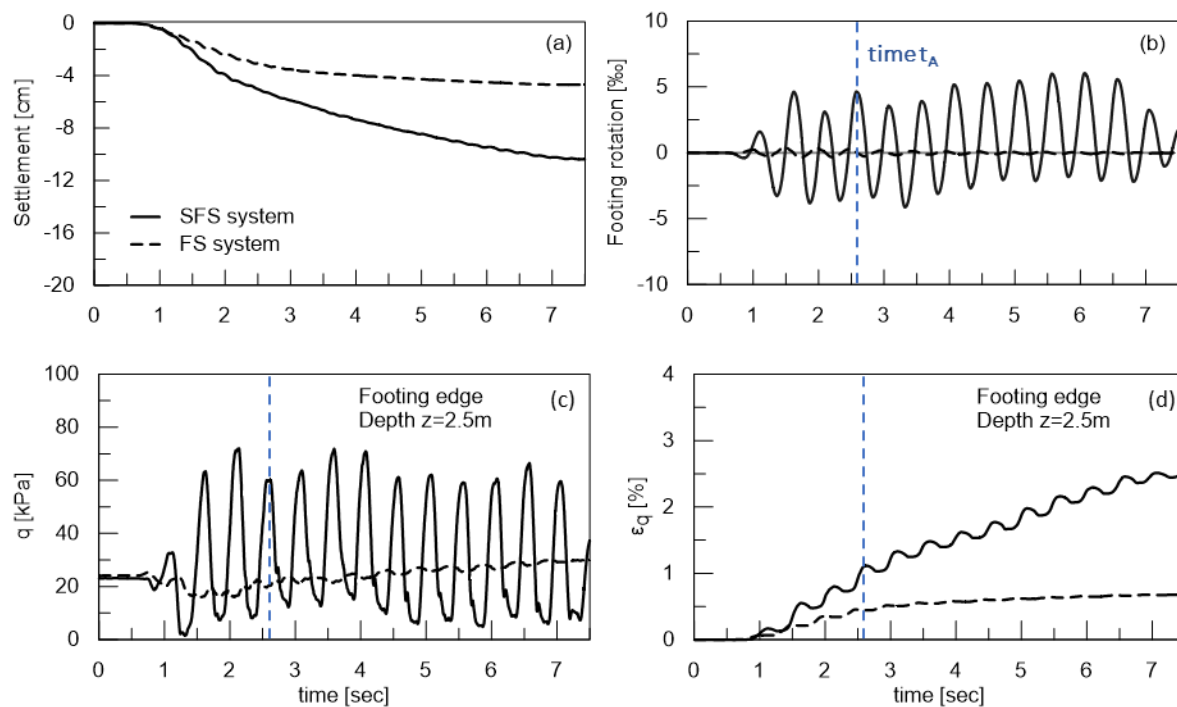 Settlement [cm]
0
-4
-8
-12
-16
-20
(a)
SFS system
FS system
0 1 2 3 4 5 6 7
Footing rotation [‰]
10
5
0
-5
-10
(b)
time t_A
0 1 2 3 4 5 6 7
q [kPa]
100
80
60
40
20
0
Footing edge (c)
Depth z=2.5m
0 1 2 3 4 5 6 7
time [sec]
ε_q [%]
4
3
2
1
0
Footing edge (d)
Depth z=2.5m
0 1 2 3 4 5 6 7
time [sec]